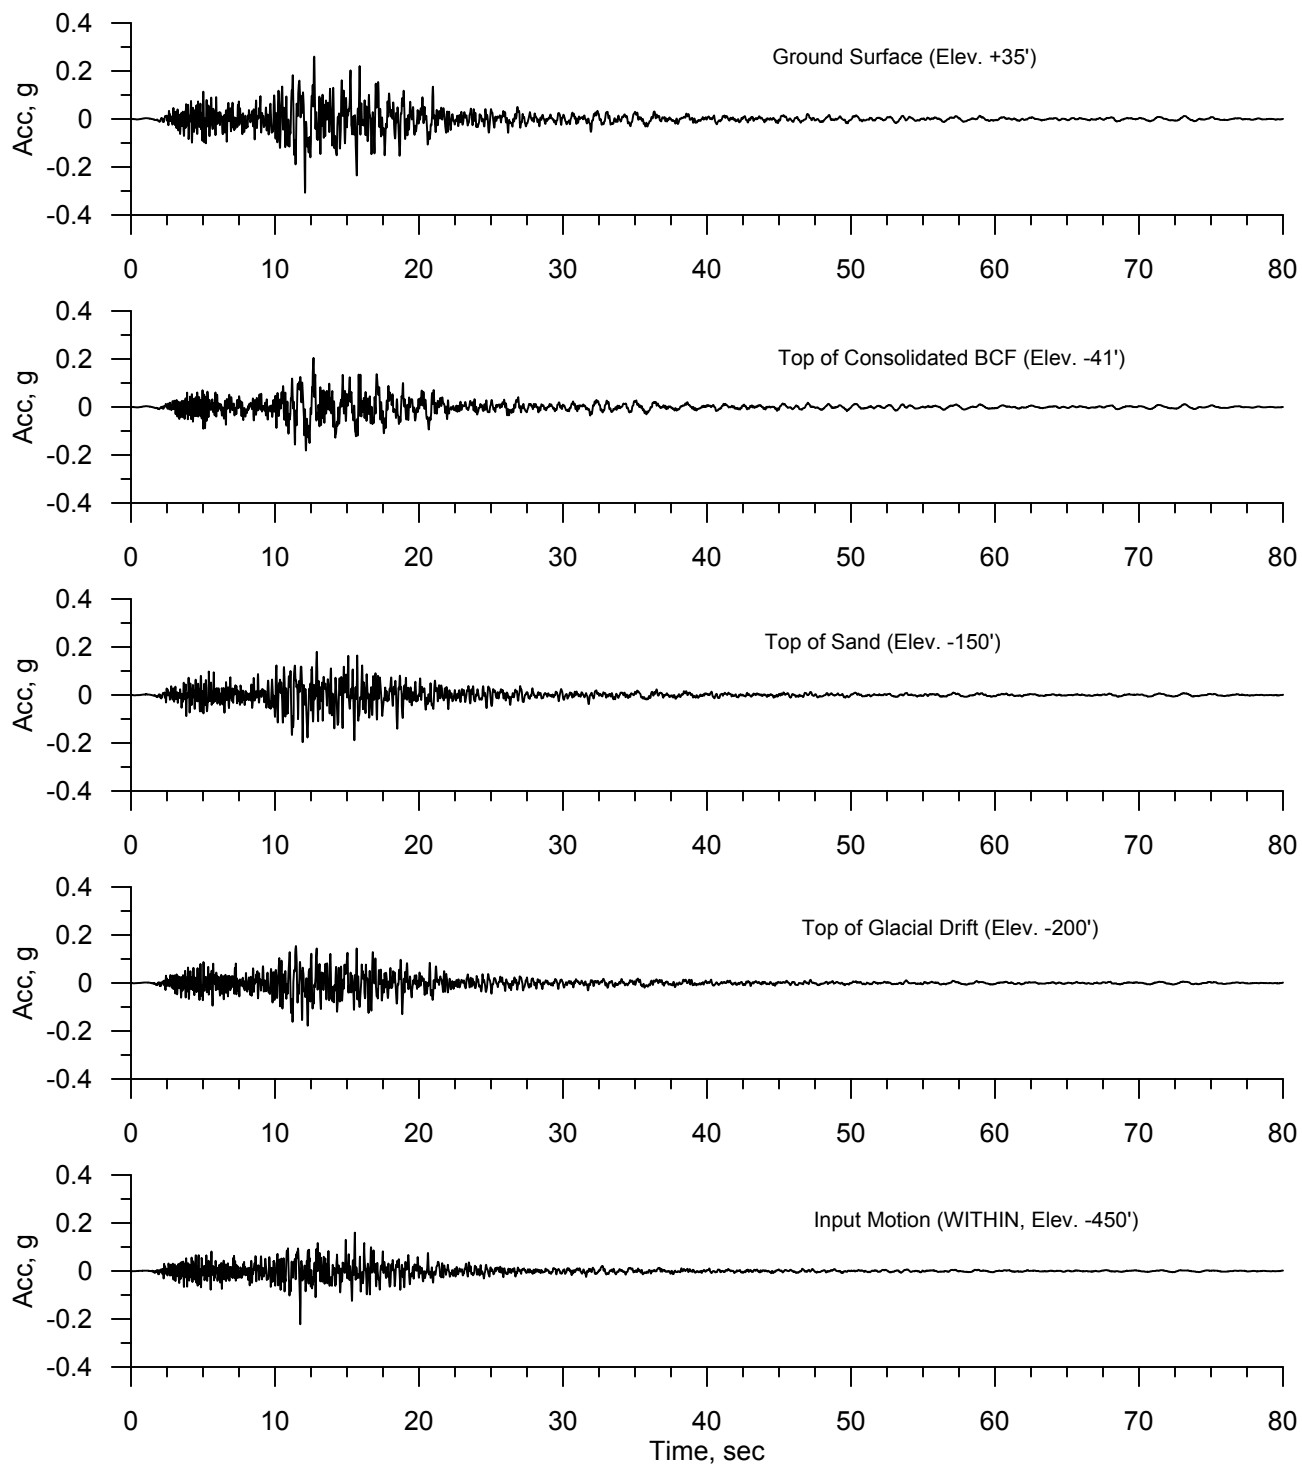 0.4
Ground Surface (Elev. +35')
0.2
0
-0.2
-0.4
Acc, g
0 10 20 30 40 50 60 70 80
0.4
Top of Consolidated BCF (Elev. -41')
0.2
0
-0.2
-0.4
Acc, g
0 10 20 30 40 50 60 70 80
0.4
Top of Sand (Elev. -150')
0.2
0
-0.2
-0.4
Acc, g
0 10 20 30 40 50 60 70 80
0.4
Top of Glacial Drift (Elev. -200')
0.2
0
-0.2
-0.4
Acc, g
0 10 20 30 40 50 60 70 80
0.4
Input Motion (WITHIN, Elev. -450')
0.2
0
-0.2
-0.4
Acc, g
0 10 20 30 40 50 60 70 80
Time, sec